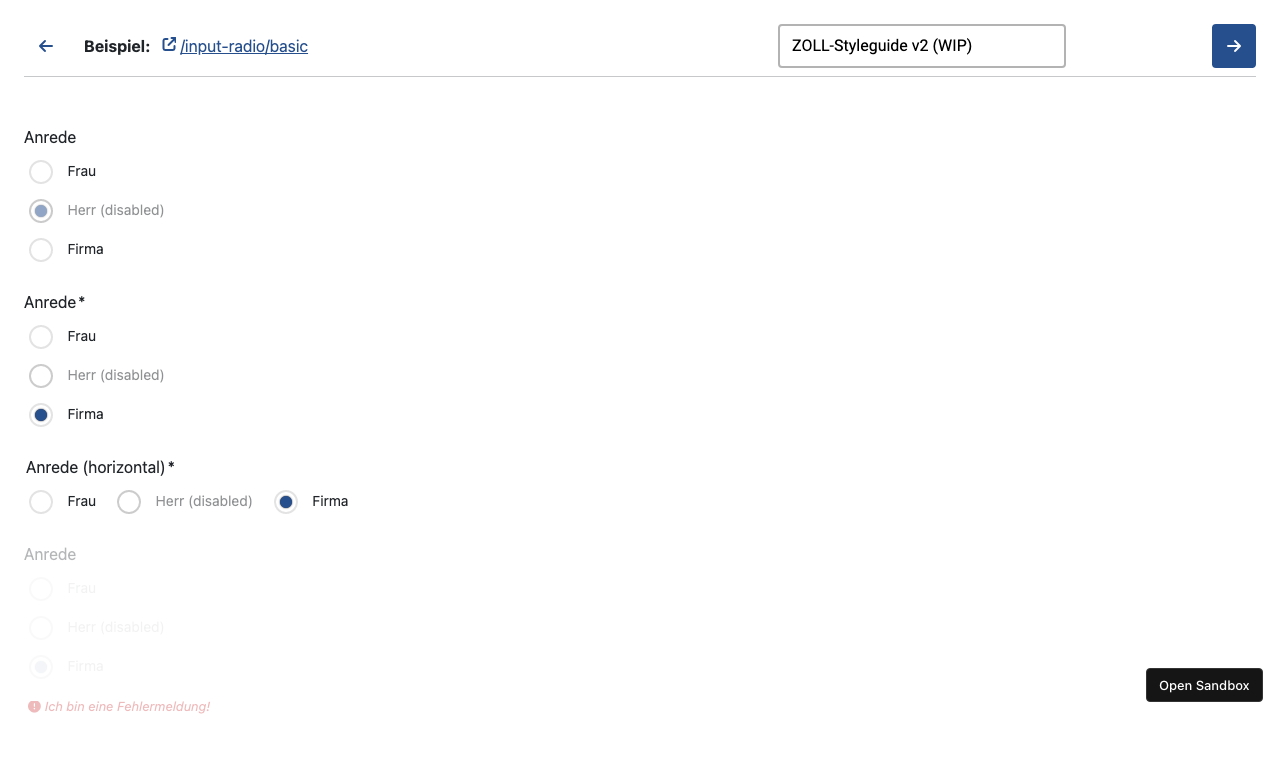 Beispiel: /input-radio/basic
ZOLL-Styleguide v2 (WIP)
Anrede
Frau
Herr (disabled)
Firma
Anrede*
Frau
Herr (disabled)
Firma
Anrede (horizontal)*
Frau Herr (disabled) Firma
Anrede
Frau
Herr (disabled)
Firma
Open Sandbox
Ich bin eine Fehlermeldung!